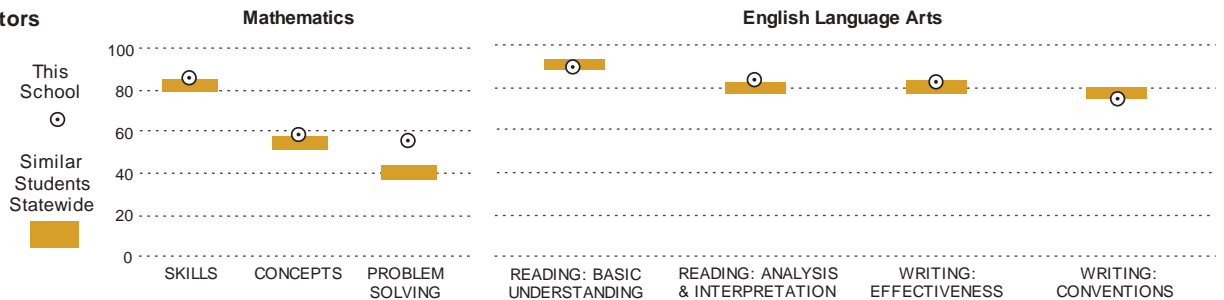 tors
Mathematics
English Language Arts
This
School
Similar
Students
Statewide
100
80
60
40
20
0
SKILLS
CONCEPTS
PROBLEM
SOLVING
READING: BASIC
UNDERSTANDING
READING: ANALYSIS
& INTERPRETATION
WRITING:
EFFECTIVENESS
WRITING:
CONVENTIONS